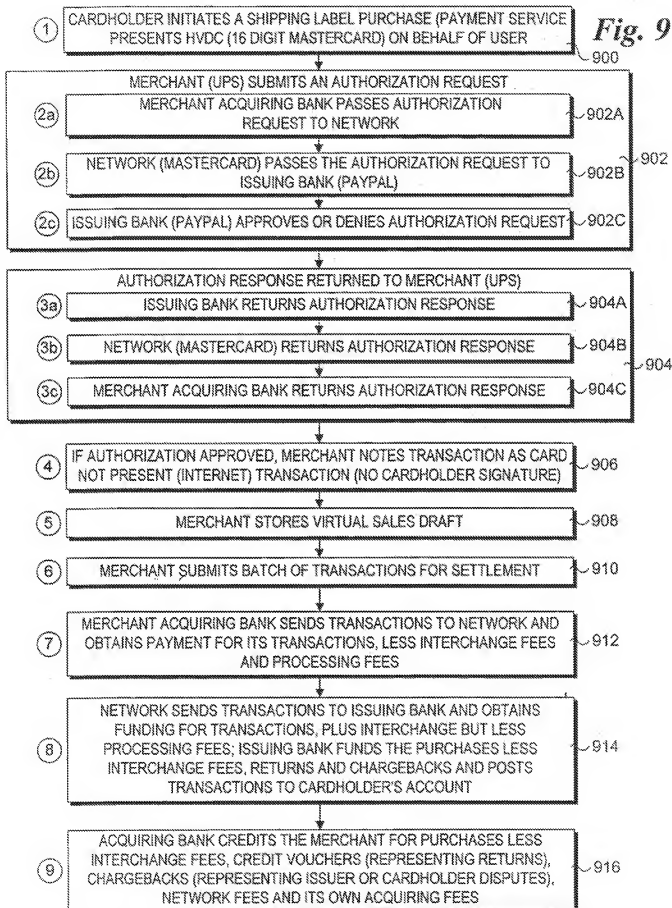 Fig. 9
1
CARDHOLDER INITIATES A SHIPPING LABEL PURCHASE (PAYMENT SERVICE
PRESENTS HVDC (16 DIGIT MASTERCARD) ON BEHALF OF USER
900
MERCHANT (UPS) SUBMITS AN AUTHORIZATION REQUEST
2a
MERCHANT ACQUIRING BANK PASSES AUTHORIZATION
REQUEST TO NETWORK
902A
2b
NETWORK (MASTERCARD) PASSES THE AUTHORIZATION REQUEST TO
ISSUING BANK (PAYPAL)
902B
902
2c
ISSUING BANK (PAYPAL) APPROVES OR DENIES AUTHORIZATION REQUEST
902C
AUTHORIZATION RESPONSE RETURNED TO MERCHANT (UPS)
3a
ISSUING BANK RETURNS AUTHORIZATION RESPONSE
904A
3b
NETWORK (MASTERCARD) RETURNS AUTHORIZATION RESPONSE
904B
904
3c
MERCHANT ACQUIRING BANK RETURNS AUTHORIZATION RESPONSE
904C
4
IF AUTHORIZATION APPROVED, MERCHANT NOTES TRANSACTION AS CARD
NOT PRESENT (INTERNET) TRANSACTION (NO CARDHOLDER SIGNATURE)
906
5
MERCHANT STORES VIRTUAL SALES DRAFT
908
6
MERCHANT SUBMITS BATCH OF TRANSACTIONS FOR SETTLEMENT
910
7
MERCHANT ACQUIRING BANK SENDS TRANSACTIONS TO NETWORK AND
OBTAINS PAYMENT FOR ITS TRANSACTIONS, LESS INTERCHANGE FEES
AND PROCESSING FEES
912
8
NETWORK SENDS TRANSACTIONS TO ISSUING BANK AND OBTAINS
FUNDING FOR TRANSACTIONS, PLUS INTERCHANGE BUT LESS
PROCESSING FEES; ISSUING BANK FUNDS THE PURCHASES LESS
INTERCHANGE FEES, RETURNS AND CHARGEBACKS AND POSTS
TRANSACTIONS TO CARDHOLDER'S ACCOUNT
914
9
ACQUIRING BANK CREDITS THE MERCHANT FOR PURCHASES LESS
INTERCHANGE FEES, CREDIT VOUCHERS (REPRESENTING RETURNS),
CHARGEBACKS (REPRESENTING ISSUER OR CARDHOLDER DISPUTES),
NETWORK FEES AND ITS OWN ACQUIRING FEES
916